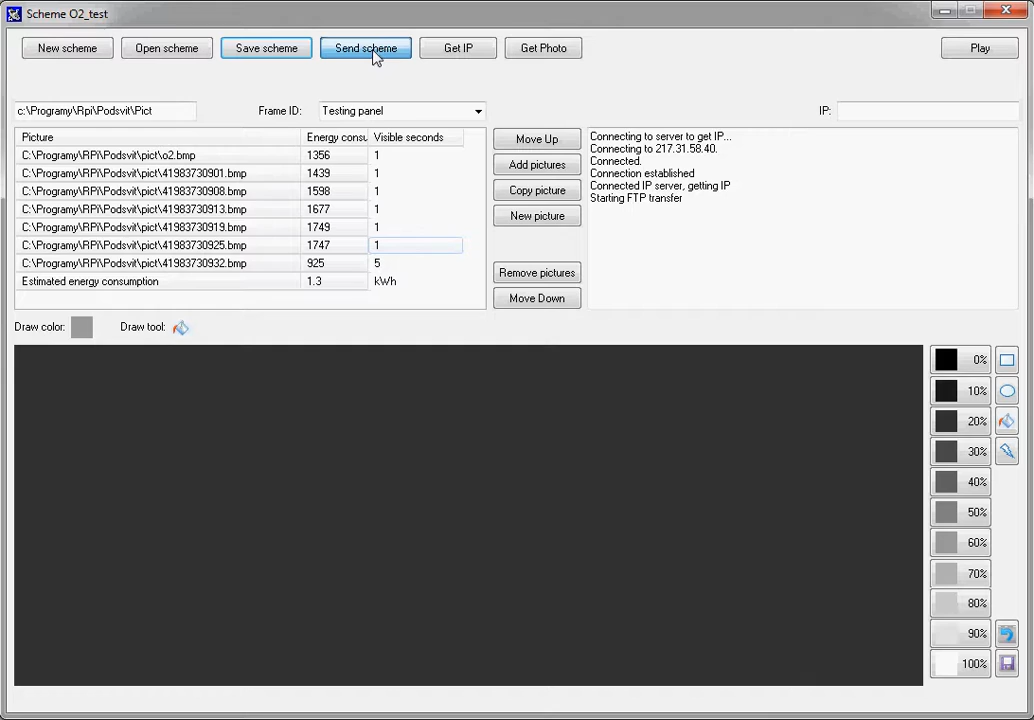 Scheme O2_test
New scheme
Open scheme
Save scheme
Send scheme
Get IP
Get Photo
Play
c:\Programy\Rpi\Podsvit\Pict
Frame ID:
Testing panel
IP:
Picture
Energy consu
Visible seconds
C:\Programy\RPi\Podsvit\pict\o2.bmp 1356 1
C:\Programy\RPi\Podsvit\pict\41983730901.bmp 1439 1
C:\Programy\RPi\Podsvit\pict\41983730908.bmp 1598 1
C:\Programy\RPi\Podsvit\pict\41983730913.bmp 1677 1
C:\Programy\RPi\Podsvit\pict\41983730919.bmp 1749 1
C:\Programy\RPi\Podsvit\pict\41983730925.bmp 1747 1
C:\Programy\RPi\Podsvit\pict\41983730932.bmp 925 5
Estimated energy consumption 1.3 kWh
Move Up
Add pictures
Copy picture
New picture
Remove pictures
Move Down
Connecting to server to get IP...
Connecting to 217.31.58.40.
Connected.
Connection established
Connected IP server, getting IP
Starting FTP transfer
Draw color:
Draw tool:
0%
10%
20%
30%
40%
50%
60%
70%
80%
90%
100%